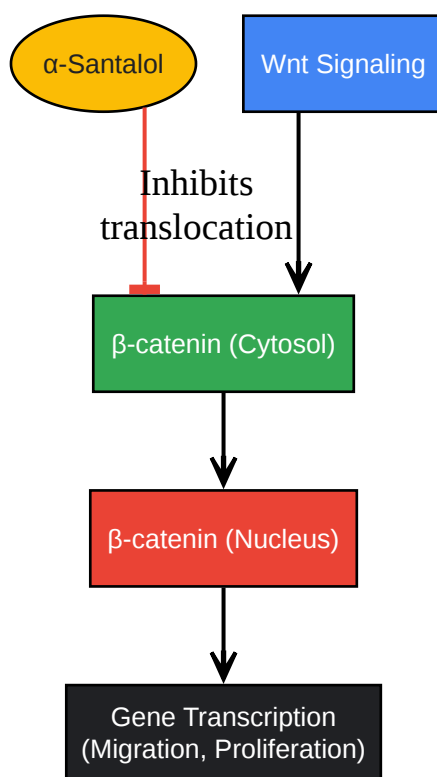 α-Santalol
Wnt Signaling
Inhibits
translocation
β-catenin (Cytosol)
β-catenin (Nucleus)
Gene Transcription
(Migration, Proliferation)